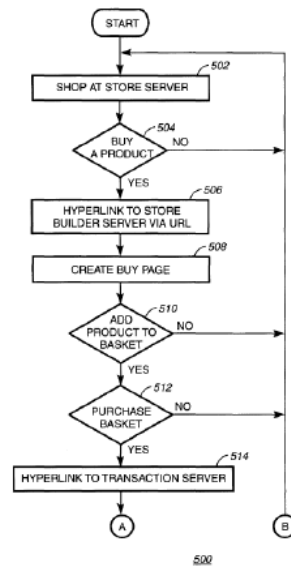 START
502
SHOP AT STORE SERVER
504
BUY
A PRODUCT
NO
YES
506
HYPERLINK TO STORE
BUILDER SERVER VIA URL
508
CREATE BUY PAGE
510
ADD
PRODUCT TO
BASKET
NO
YES
512
PURCHASE
BASKET
NO
YES
514
HYPERLINK TO TRANSACTION SERVER
A
B
500